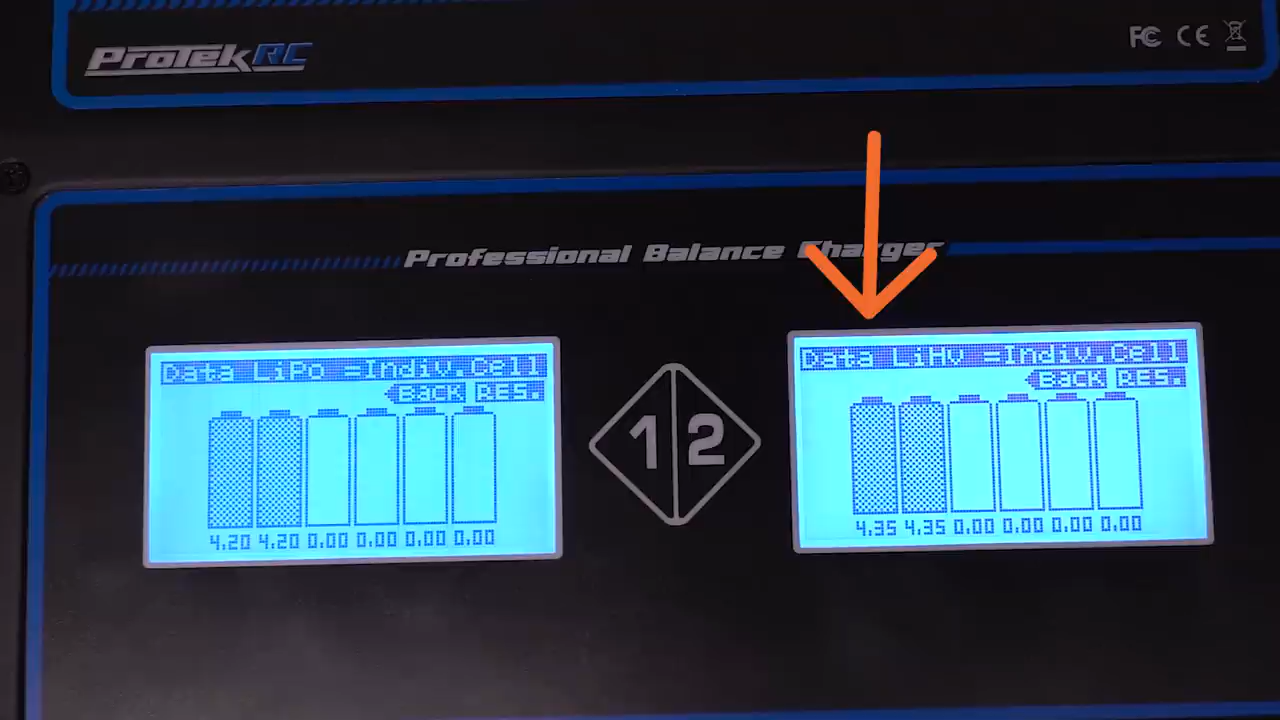 ProTek RC
FC CE
Professional Balance Charger
Data LiPo -Indiv.Cell
BACK RES.
4.20 4.20 0.00 0.00 0.00 0.00
1 2
Data LiHv -Indiv.Cell
BACK RES.
4.35 4.35 0.00 0.00 0.00 0.00